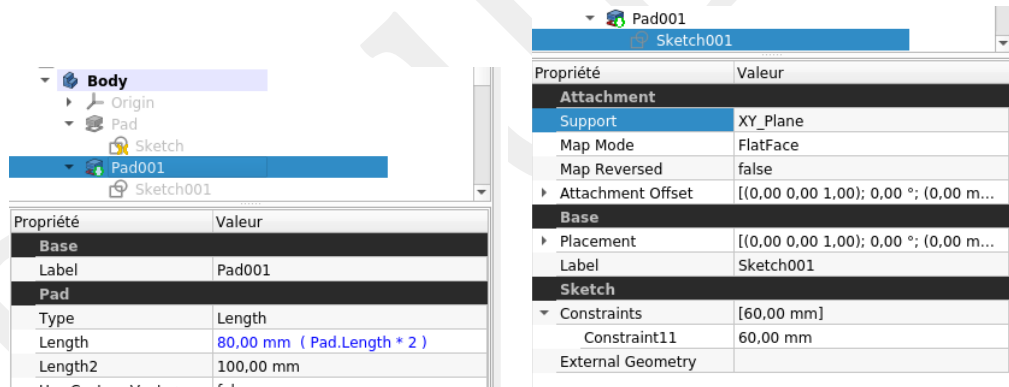 Body
Origin
Pad
Sketch
Pad001
Sketch001
Propriété Valeur
Base
Label Pad001
Pad
Type Length
Length 80,00 mm ( Pad.Length * 2 )
Length2 100,00 mm
Pad001
Sketch001
Propriété Valeur
Attachment
Support XY_Plane
Map Mode FlatFace
Map Reversed false
Attachment Offset [(0,00 0,00 1,00); 0,00 °; (0,00 m...
Base
Placement [(0,00 0,00 1,00); 0,00 °; (0,00 m...
Label Sketch001
Sketch
Constraints [60,00 mm]
Constraint11 60,00 mm
External Geometry